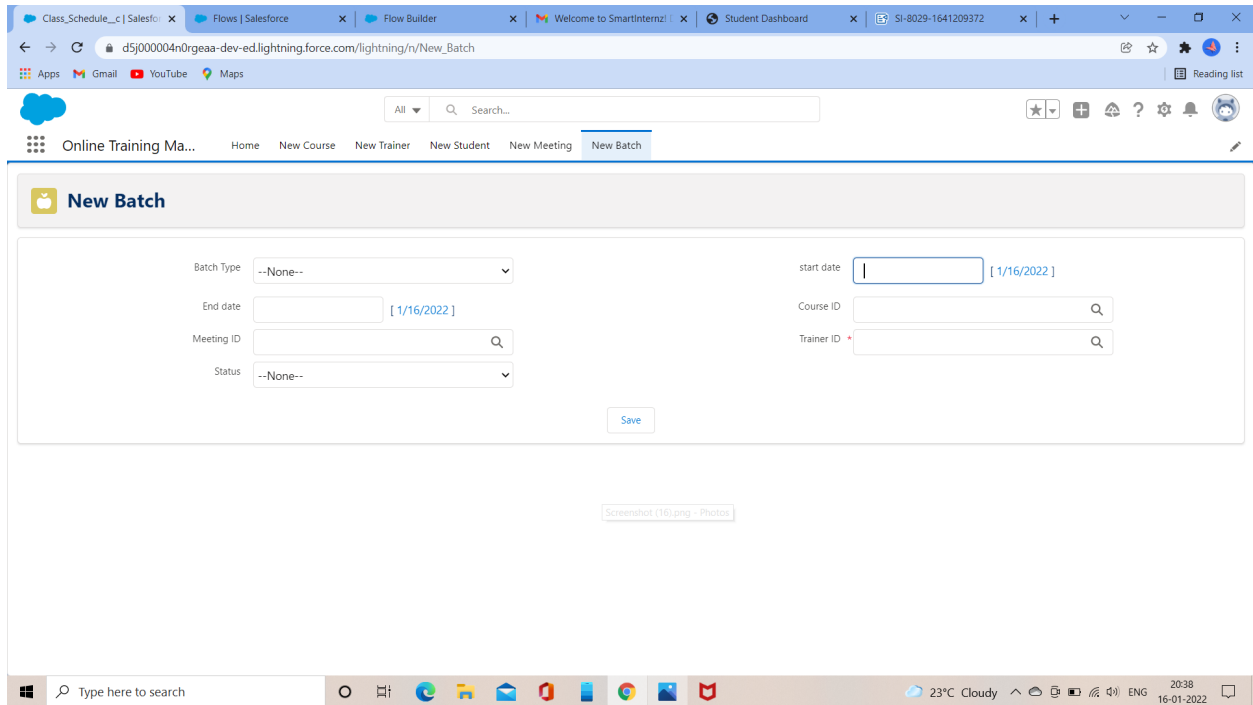 Class_Schedule__c | Salesfor
Flows | Salesforce
Flow Builder
Welcome to SmartInternz!
Student Dashboard
SI-8029-1641209372
d5j000004n0rgeaa-dev-ed.lightning.force.com/lightning/n/New_Batch
Apps Gmail YouTube Maps Reading list
All Search...
Online Training Ma... Home New Course New Trainer New Student New Meeting New Batch
New Batch
Batch Type --None-- start date [ 1/16/2022 ]
End date [ 1/16/2022 ] Course ID
Meeting ID Trainer ID *
Status --None--
Save
Screenshot (16).png - Photos
Type here to search
23°C Cloudy ENG
20:38
16-01-2022